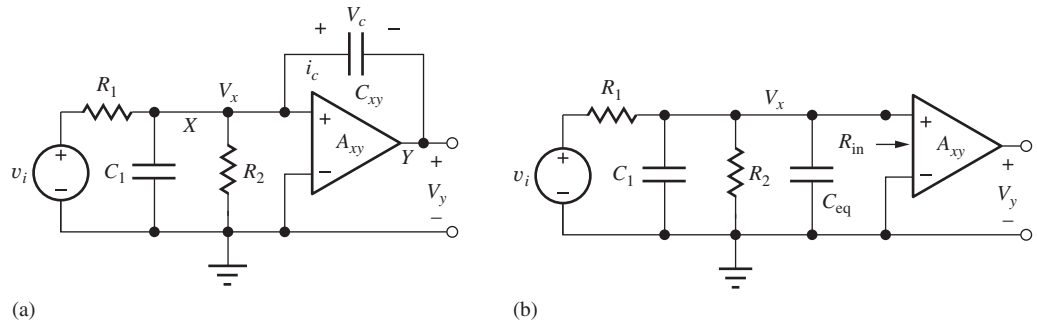 + V_c −
i_c
C_xy
R_1
V_x
X
+
A_xy
−
Y
+
v_i
−
C_1
R_2
+
V_y
−
(a)
R_1
V_x
+
R_in
A_xy
−
+
v_i
−
C_1
R_2
C_eq
+
V_y
−
(b)